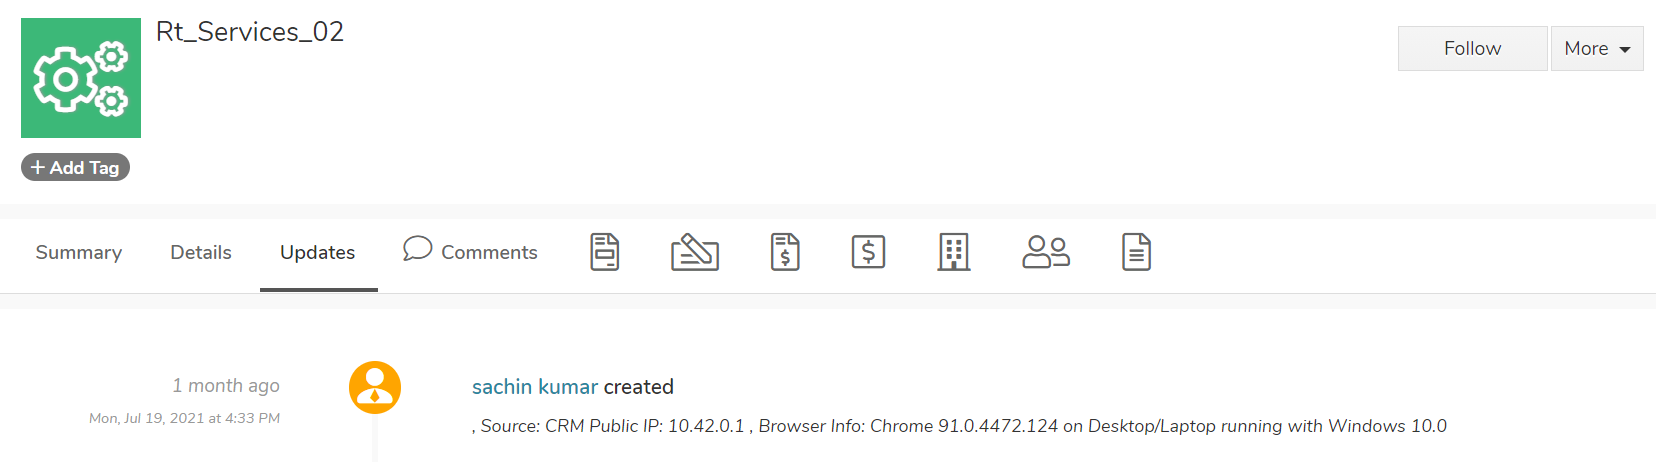 Rt_Services_02
Follow
More
+ Add Tag
Summary
Details
Updates
Comments
1 month ago
Mon, Jul 19, 2021 at 4:33 PM
sachin kumar created
, Source: CRM Public IP: 10.42.0.1 , Browser Info: Chrome 91.0.4472.124 on Desktop/Laptop running with Windows 10.0